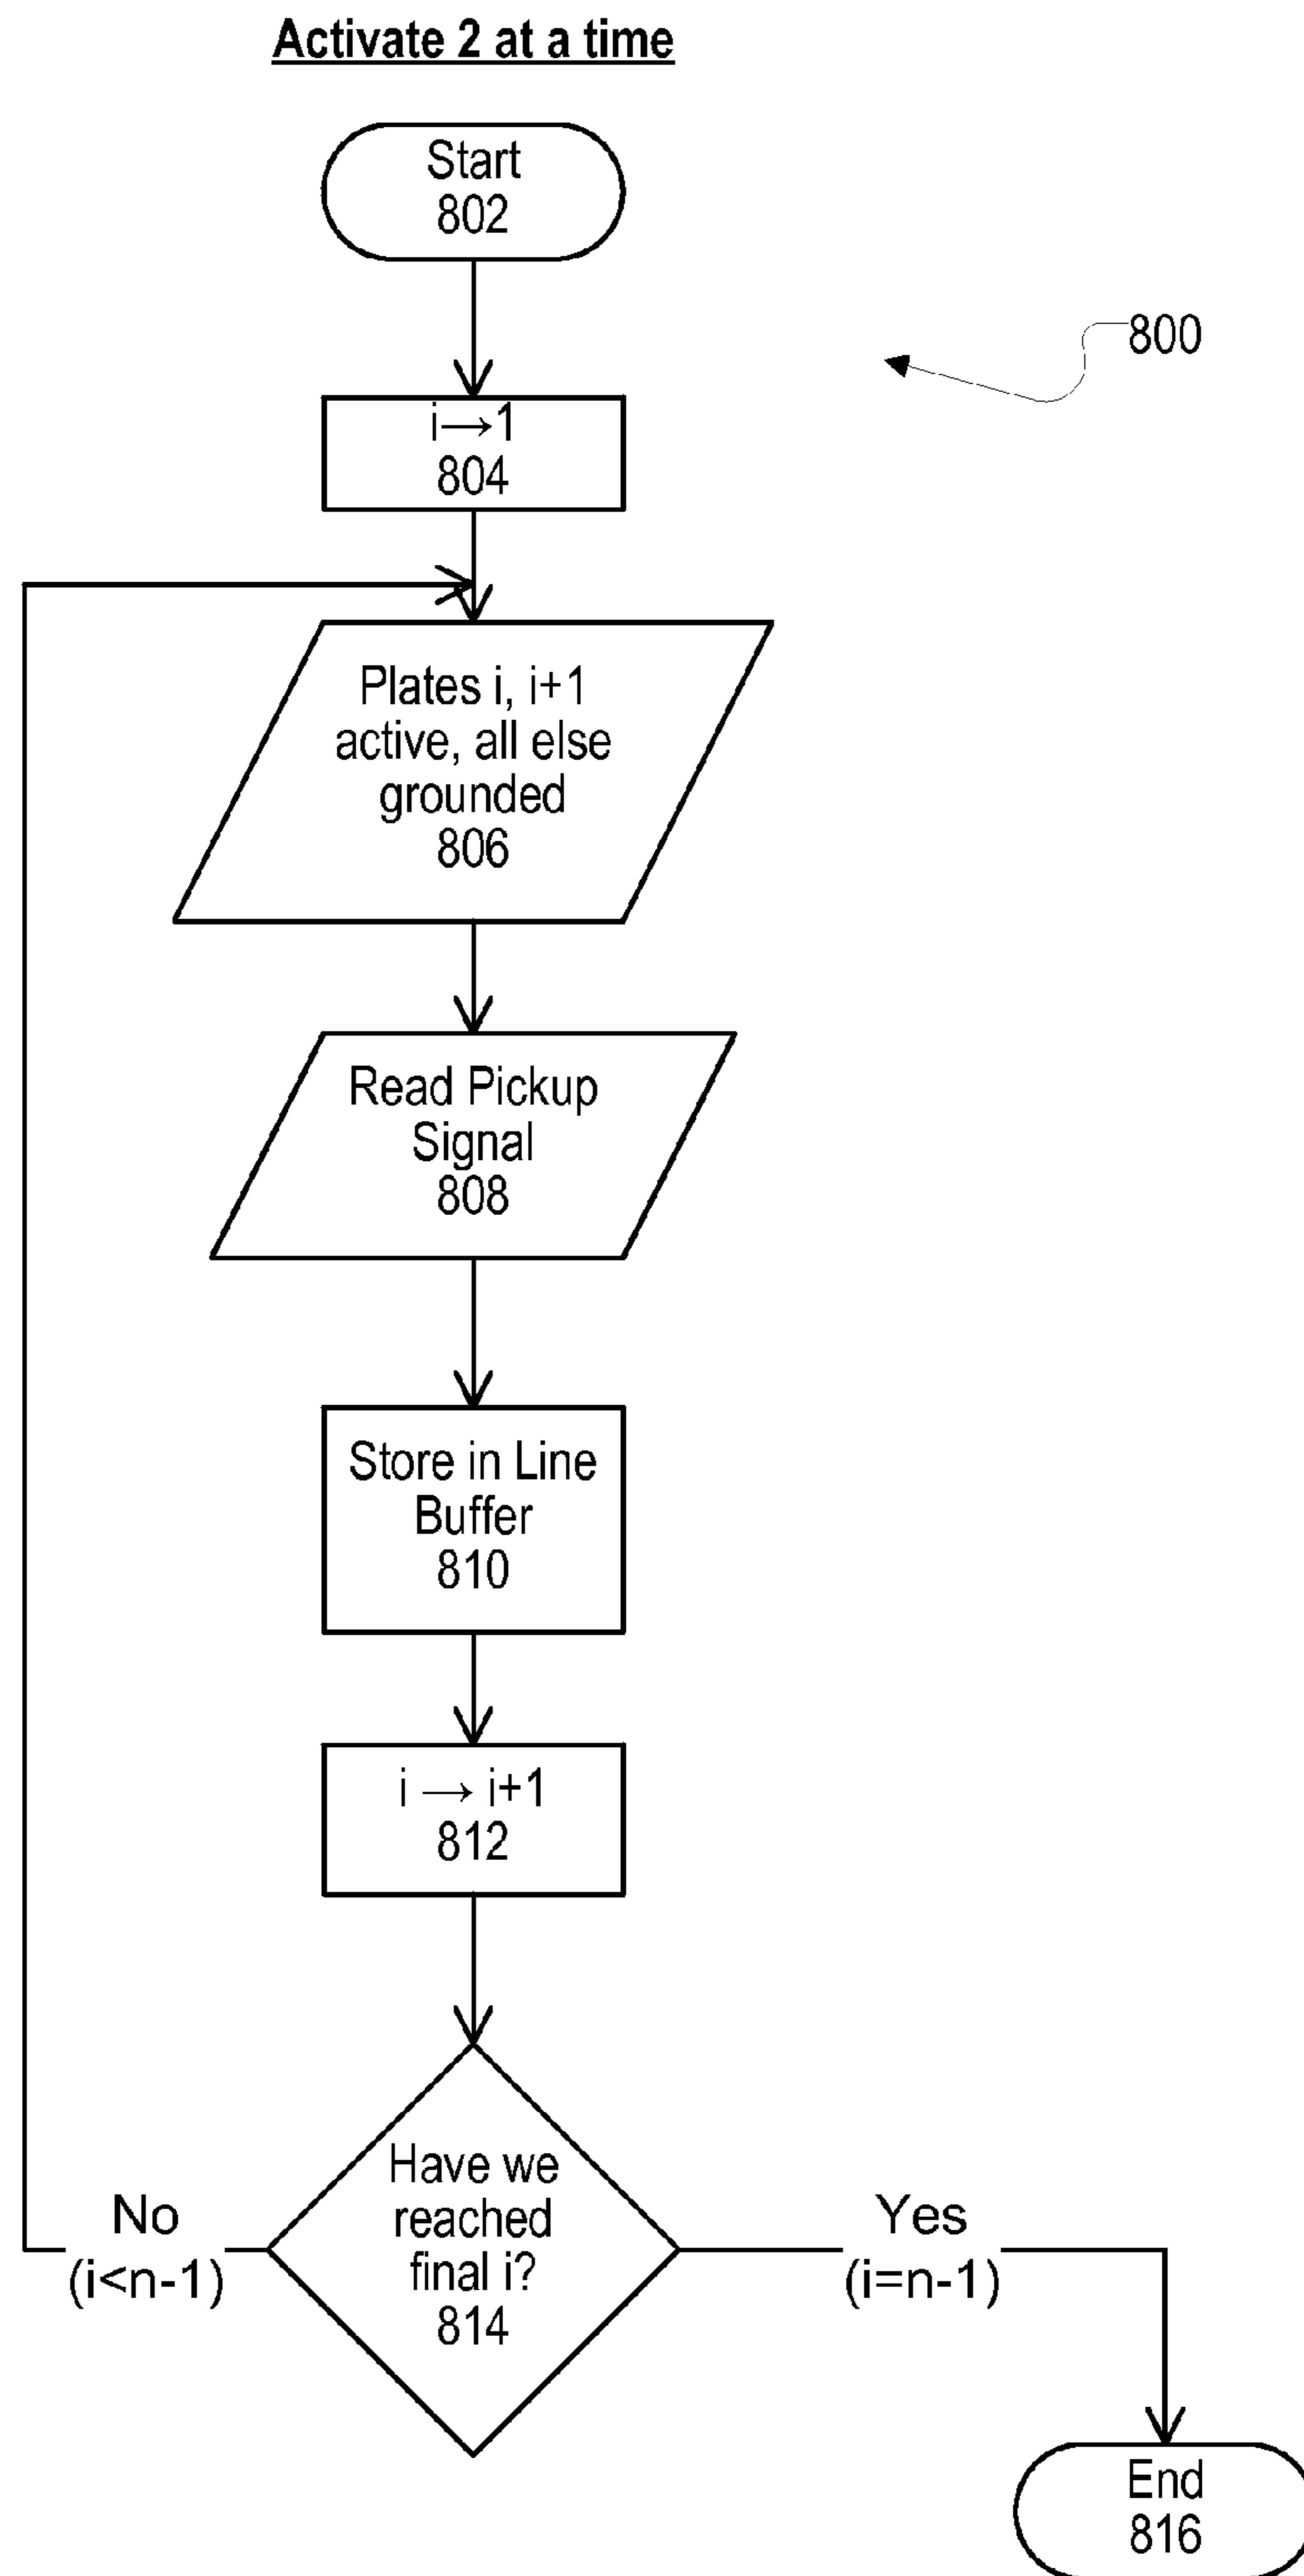 Activate 2 at a time
Start
802
800
i→1
804
Plates i, i+1
active, all else
grounded
806
Read Pickup
Signal
808
Store in Line
Buffer
810
i → i+1
812
Have we
reached
final i?
814
No
(i<n-1)
Yes
(i=n-1)
End
816